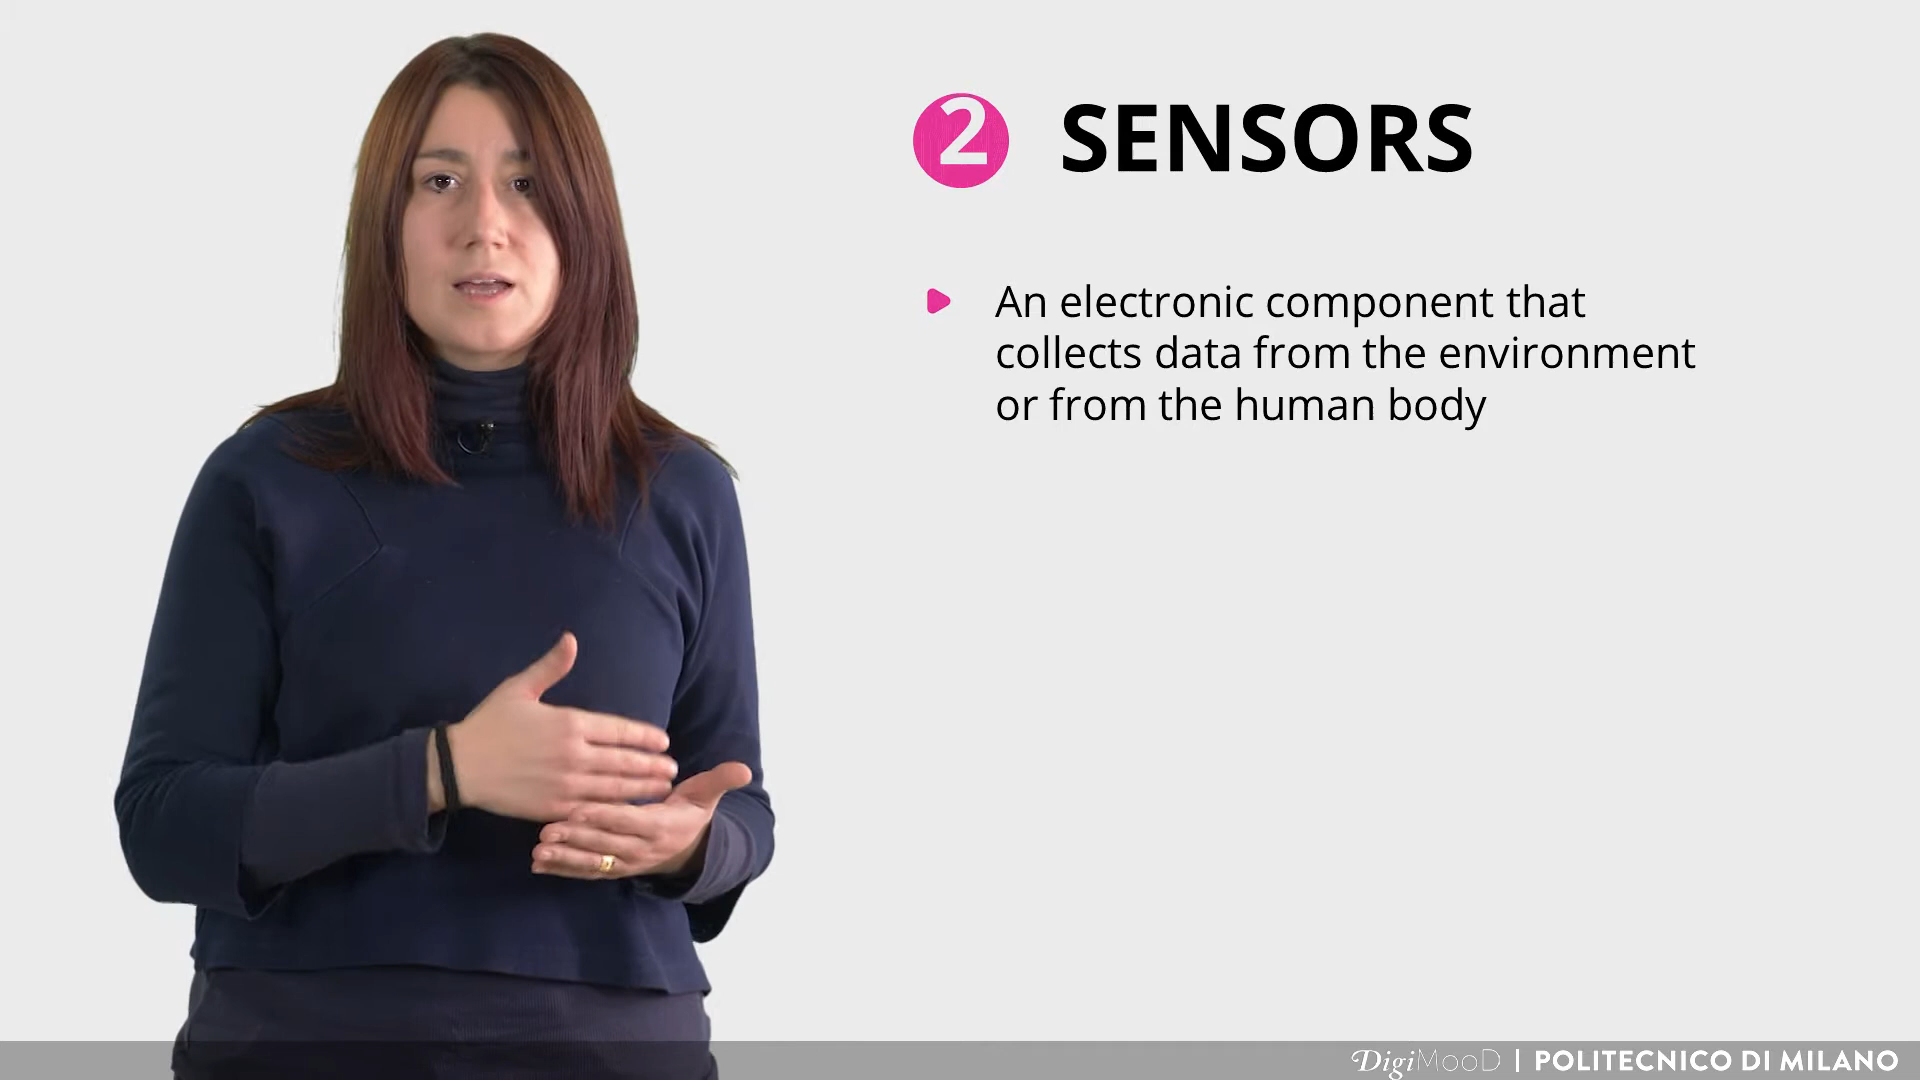 2 SENSORS
An electronic component that
collects data from the environment
or from the human body
DigiMooD | POLITECNICO DI MILANO